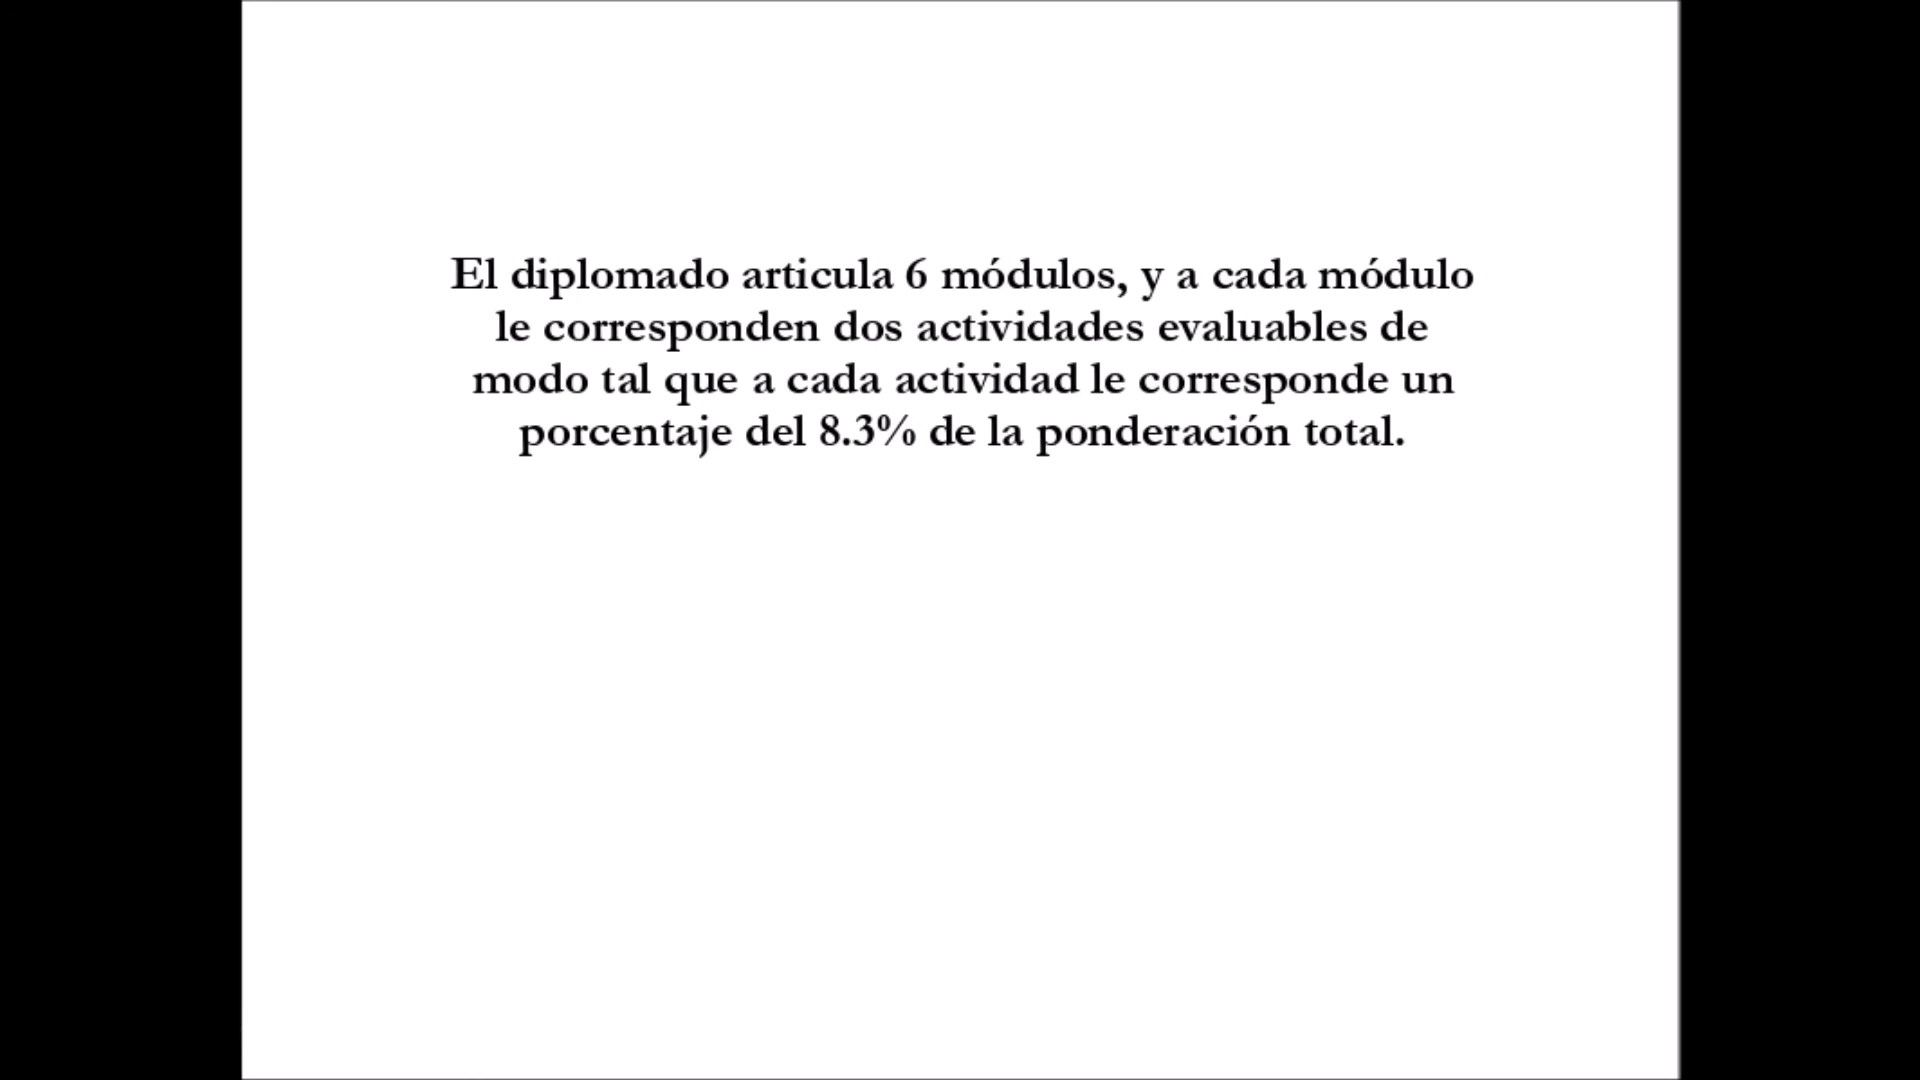 El diplomado articula 6 módulos, y a cada módulo
le corresponden dos actividades evaluables de
modo tal que a cada actividad le corresponde un
porcentaje del 8.3% de la ponderación total.